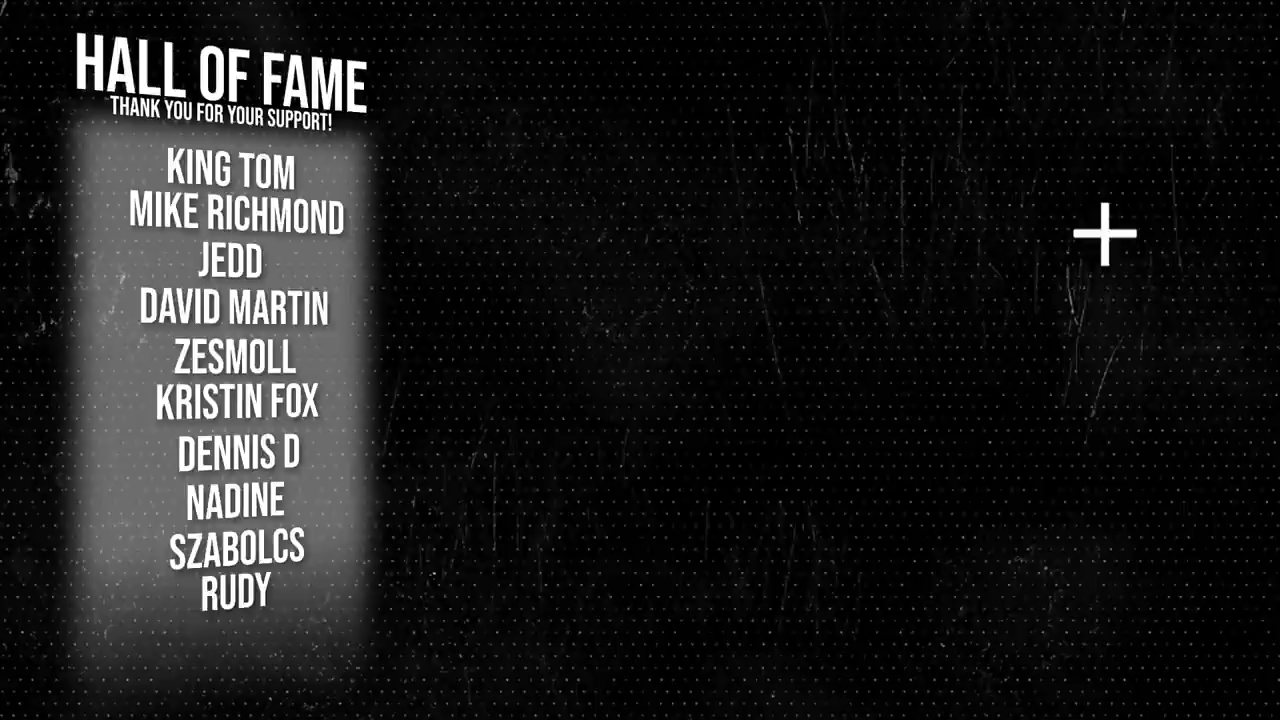 HALL OF FAME
THANK YOU FOR YOUR SUPPORT!
KING TOM
MIKE RICHMOND
JEDD
DAVID MARTIN
ZESMOLL
KRISTIN FOX
DENNIS D
NADINE
SZABOLCS
RUDY